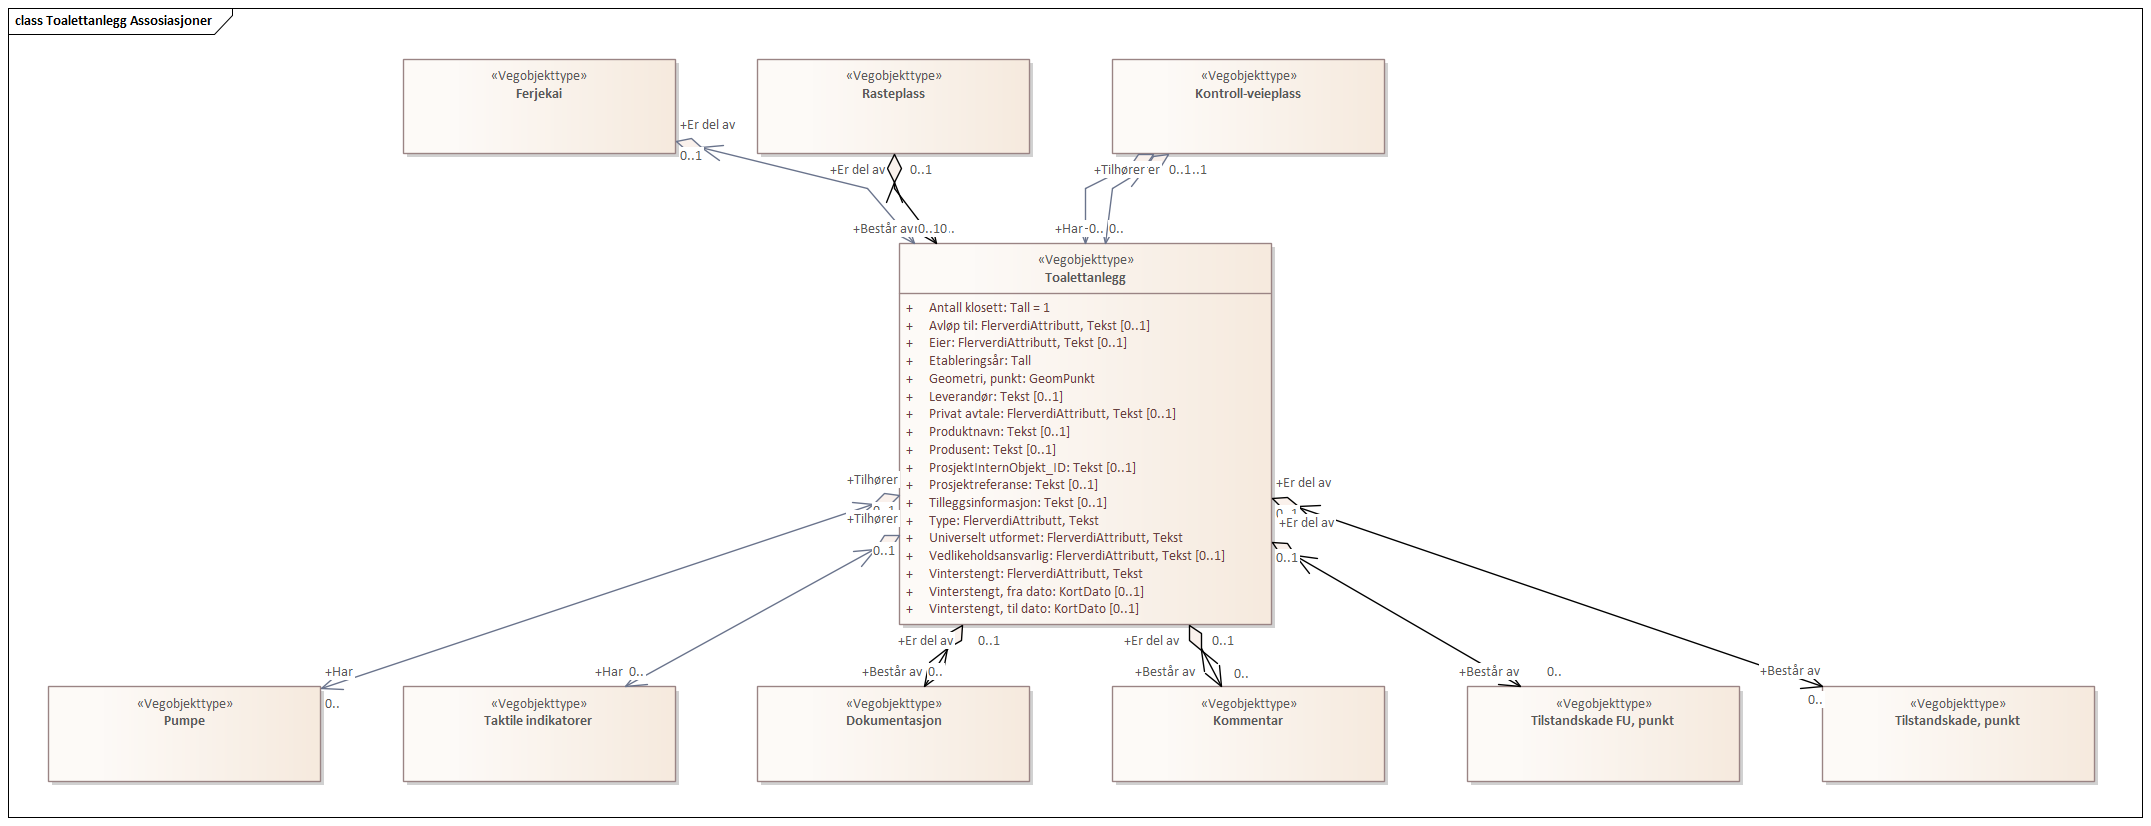 class Toalettanlegg Assosiasjoner
«Vegobjekttype»
Ferjekai
«Vegobjekttype»
Rasteplass
«Vegobjekttype»
Kontroll-veieplass
+Er del av
0..1
+Er del av
0..1
+Tilhører
0..1
+Består av
0..
+Har
0..
0..
«Vegobjekttype»
Toalettanlegg
+ Antall klosett: Tall = 1
+ Avløp til: FlerverdiAttributt, Tekst [0..1]
+ Eier: FlerverdiAttributt, Tekst [0..1]
+ Etableringsår: Tall
+ Geometri, punkt: GeomPunkt
+ Leverandør: Tekst [0..1]
+ Privat avtale: FlerverdiAttributt, Tekst [0..1]
+ Produktnavn: Tekst [0..1]
+ Produsent: Tekst [0..1]
+ ProsjektInternObjekt_ID: Tekst [0..1]
+ Prosjektreferanse: Tekst [0..1]
+ Tilleggsinformasjon: Tekst [0..1]
+ Type: FlerverdiAttributt, Tekst
+ Universelt utformet: FlerverdiAttributt, Tekst
+ Vedlikeholdsansvarlig: FlerverdiAttributt, Tekst [0..1]
+ Vinterstengt: FlerverdiAttributt, Tekst
+ Vinterstengt, fra dato: KortDato [0..1]
+ Vinterstengt, til dato: KortDato [0..1]
+Tilhører
+Tilhører
0..1
+Er del av
0..1
+Er del av
0..1
+Er del av
0..1
+Er del av
0..1
+Har
0..
+Har 0..
+Består av 0..
+Består av
0..
+Består av
0..
+Består av
0..
«Vegobjekttype»
Pumpe
«Vegobjekttype»
Taktile indikatorer
«Vegobjekttype»
Dokumentasjon
«Vegobjekttype»
Kommentar
«Vegobjekttype»
Tilstandskade FU, punkt
«Vegobjekttype»
Tilstandskade, punkt